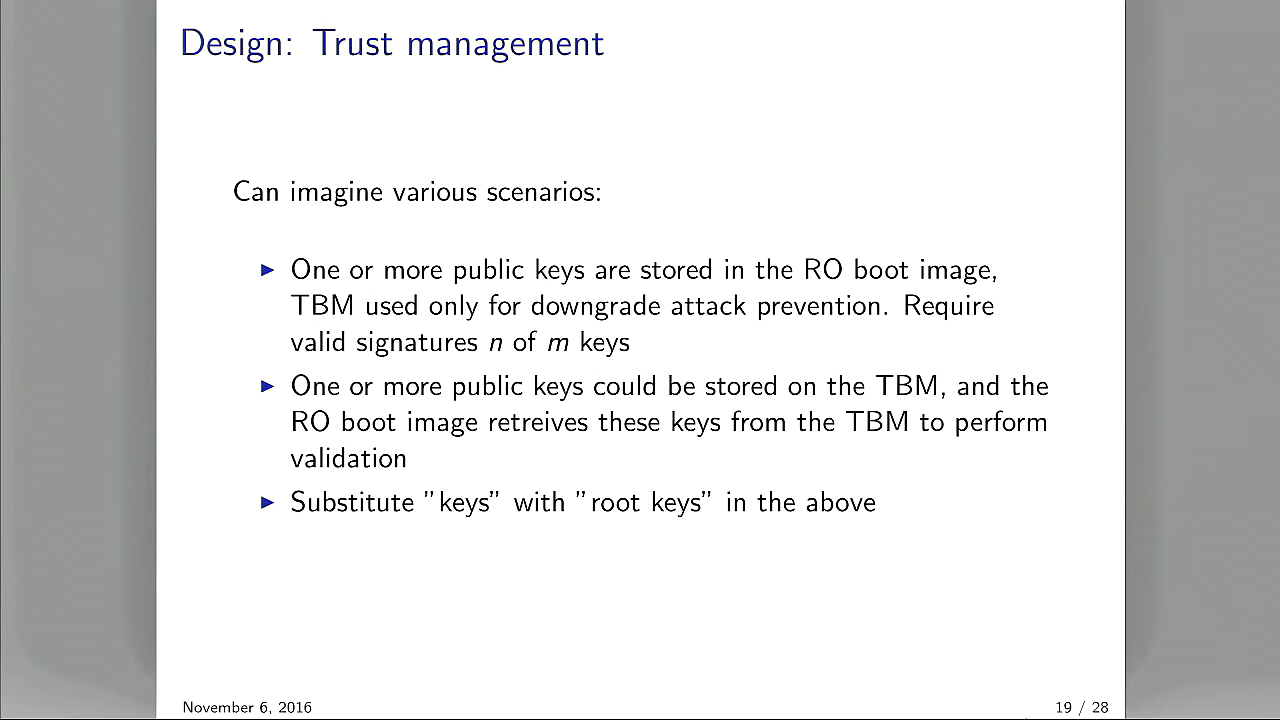 Design: Trust management
Can imagine various scenarios:
▶ One or more public keys are stored in the RO boot image,
TBM used only for downgrade attack prevention. Require
valid signatures n of m keys
▶ One or more public keys could be stored on the TBM, and the
RO boot image retreives these keys from the TBM to perform
validation
▶ Substitute ”keys” with ”root keys” in the above
November 6, 2016
19 / 28